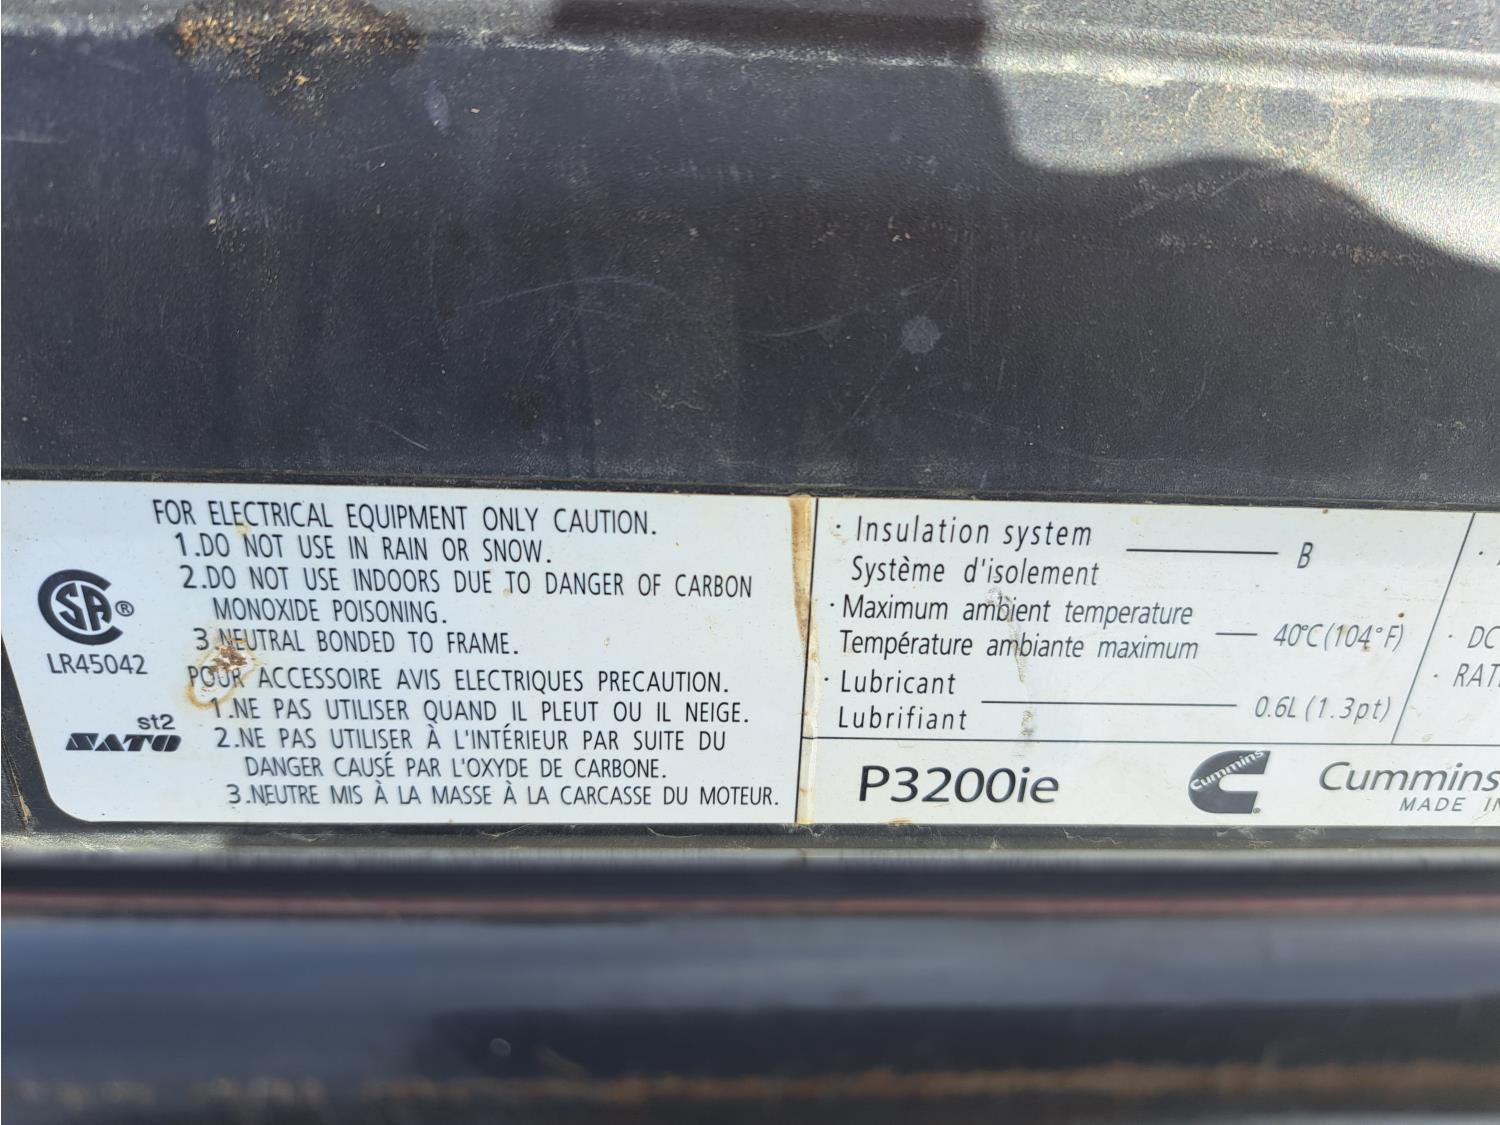 FOR ELECTRICAL EQUIPMENT ONLY CAUTION.
1.DO NOT USE IN RAIN OR SNOW.
2.DO NOT USE INDOORS DUE TO DANGER OF CARBON
MONOXIDE POISONING.
3.NEUTRAL BONDED TO FRAME.
POUR ACCESSOIRE AVIS ELECTRIQUES PRECAUTION.
1.NE PAS UTILISER QUAND IL PLEUT OU IL NEIGE.
2.NE PAS UTILISER À L'INTÉRIEUR PAR SUITE DU
DANGER CAUSÉ PAR L'OXYDE DE CARBONE.
3.NEUTRE MIS À LA MASSE À LA CARCASSE DU MOTEUR.
SA ®
LR45042
st2
SATO
· Insulation system B
Système d'isolement
· Maximum ambient temperature 40°C (104°F)
Température ambiante maximum
· Lubricant 0.6L (1.3pt)
Lubrifiant
P3200ie
Cummins
Cummins
MADE IN
· DC